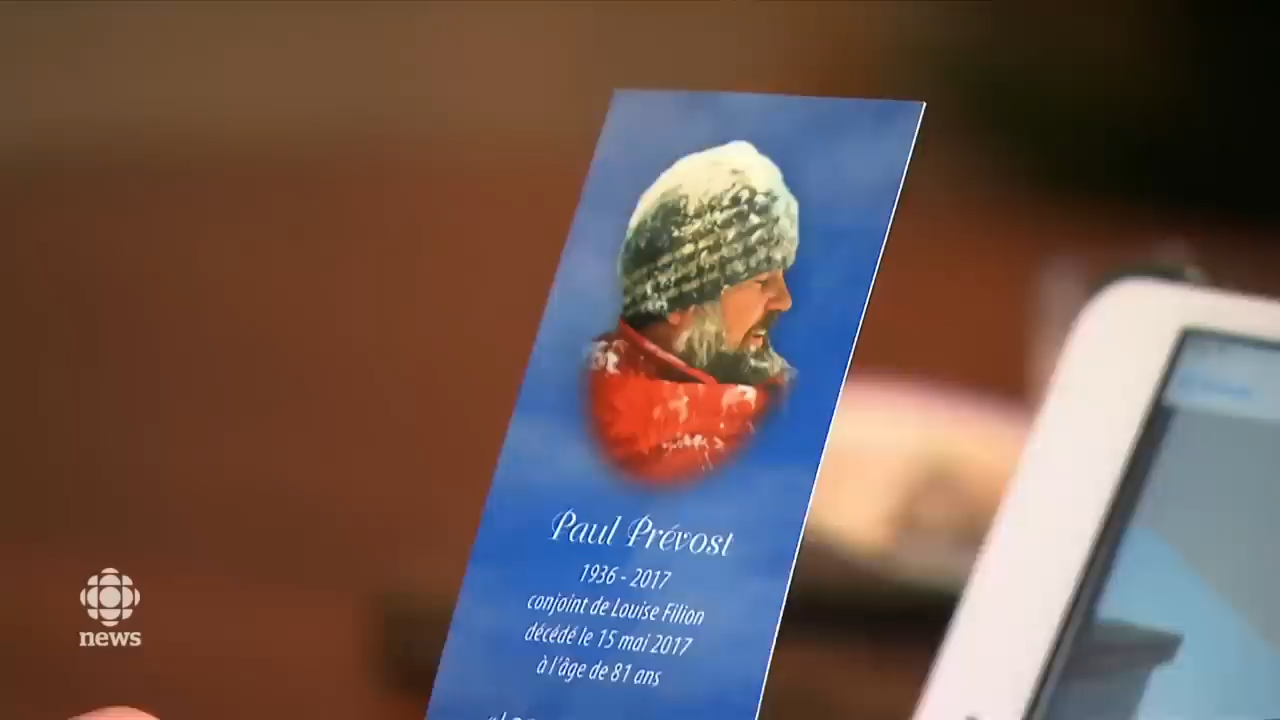 Paul Prévost
1936 - 2017
conjoint de Louise Filion
décédé le 15 mai 2017
à l'âge de 81 ans
news